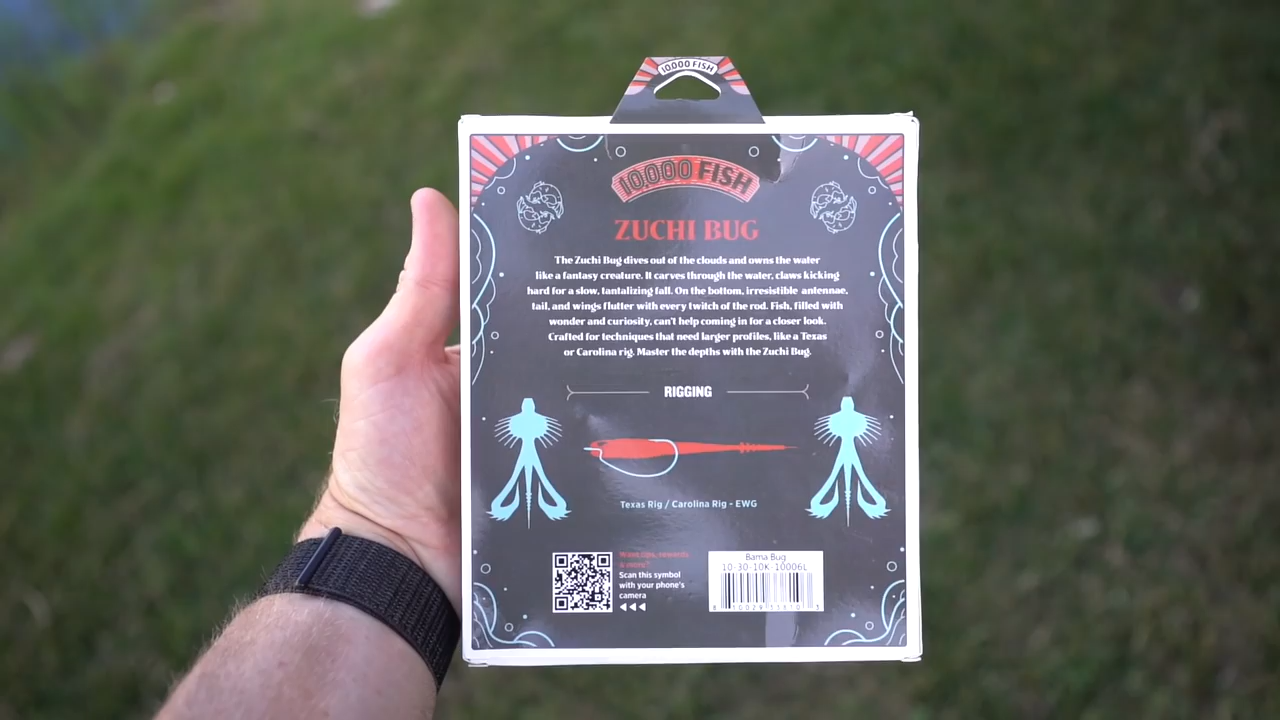 10,000 FISH
10,000 FISH
ZUCHI BUG
The Zuchi Bug dives out of the clouds and owns the water
like a fantasy creature. It carves through the water, claws kicking
hard for a slow, tantalizing fall. On the bottom, irresistible antennae,
tail, and wings flutter with every twitch of the rod. Fish, filled with
wonder and curiosity, can't help coming in for a closer look.
Crafted for techniques that need larger profiles, like a Texas
or Carolina rig. Master the depths with the Zuchi Bug.
RIGGING
Texas Rig / Carolina Rig - EWG
Want tips, rewards
& more?
Scan this symbol
with your phone's
camera
Bama Bug
10-30-10K-10006L